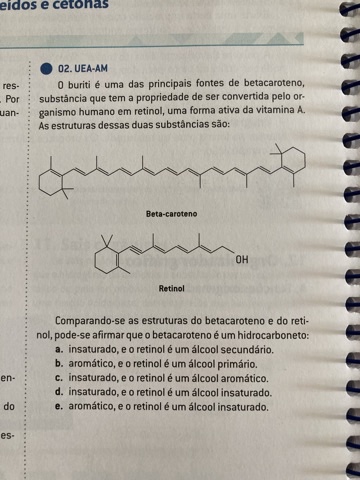 eídos e cetonas
02. UEA-AM
O buriti é uma das principais fontes de betacaroteno,
substância que tem a propriedade de ser convertida pelo or-
ganismo humano em retinol, uma forma ativa da vitamina A.
As estruturas dessas duas substâncias são:
Beta-caroteno
OH
Retinol
Comparando-se as estruturas do betacaroteno e do reti-
nol, pode-se afirmar que o betacaroteno é um hidrocarboneto:
a. insaturado, e o retinol é um álcool secundário.
b. aromático, e o retinol é um álcool primário.
c. insaturado, e o retinol é um álcool aromático.
d. insaturado, e o retinol é um álcool insaturado.
e. aromático, e o retinol é um álcool insaturado.
res-
. Por
uan-
en-
do
es-